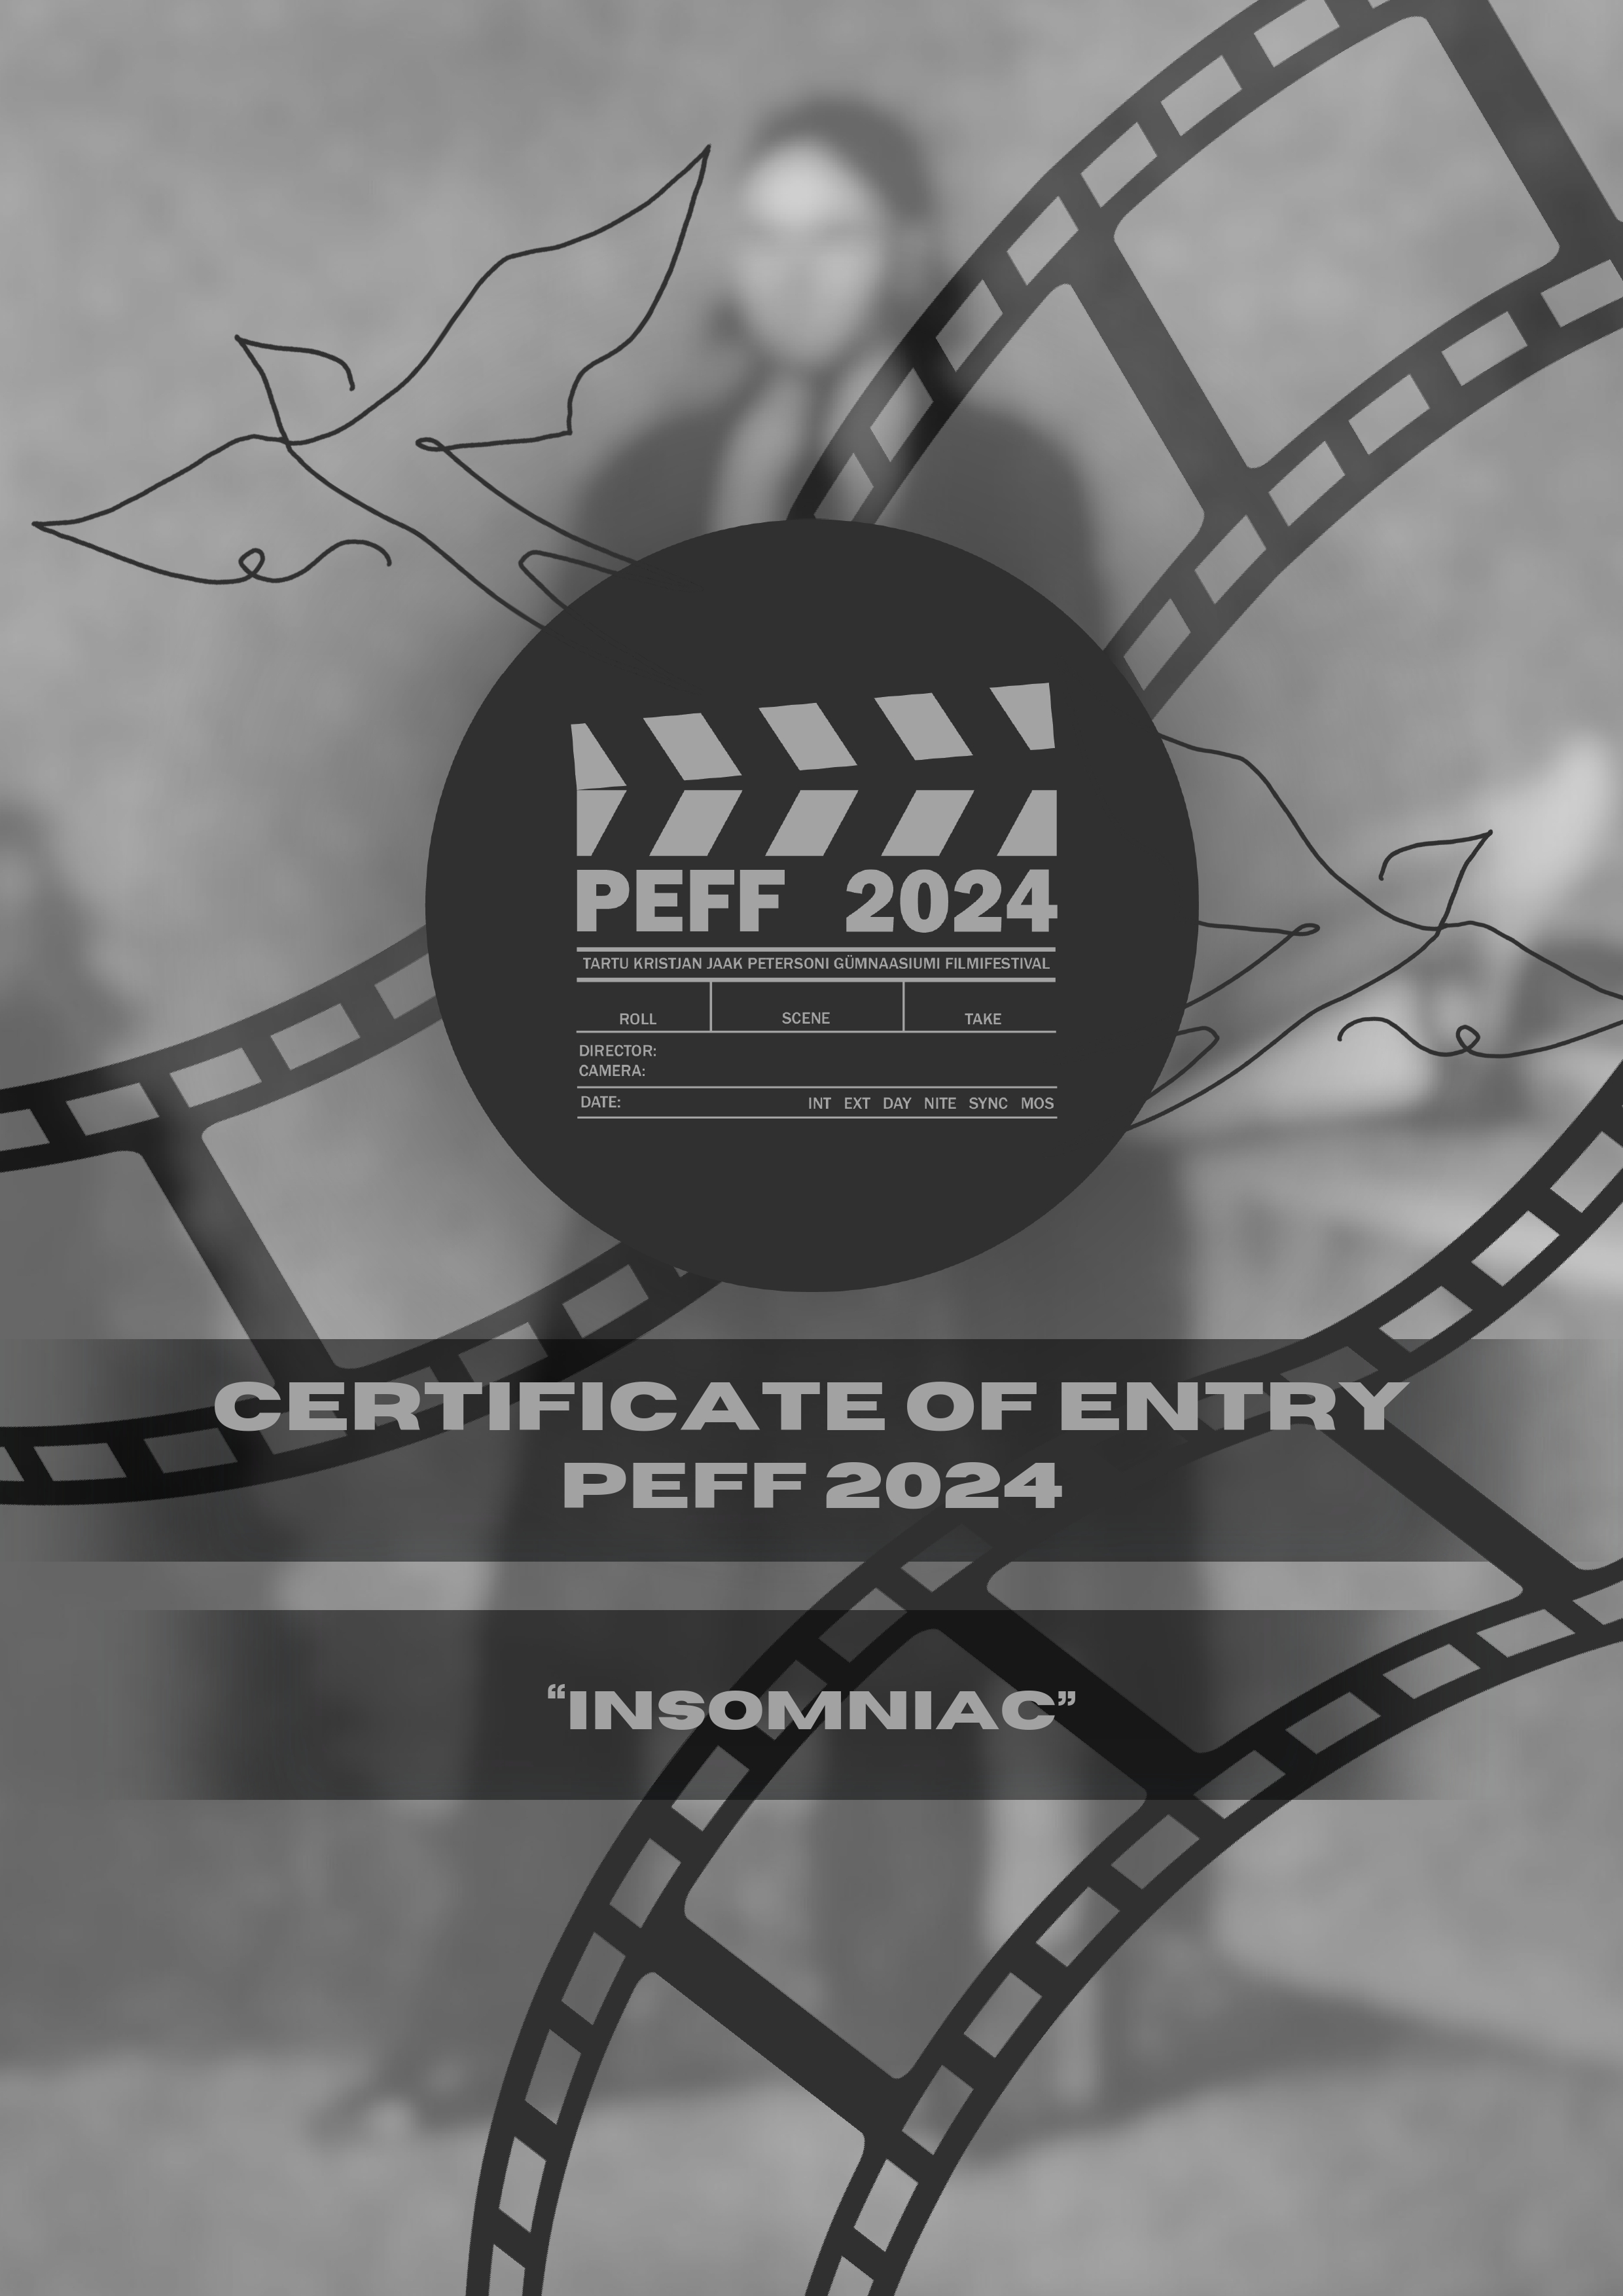 PEFF 2024
TARTU KRISTJAN JAAK PETERSONI GÜMNAASIUMI FILMIFESTIVAL
ROLL SCENE TAKE
DIRECTOR:
CAMERA:
DATE: INT EXT DAY NITE SYNC MOS
CERTIFICATE OF ENTRY
PEFF 2024
“INSOMNIAC”